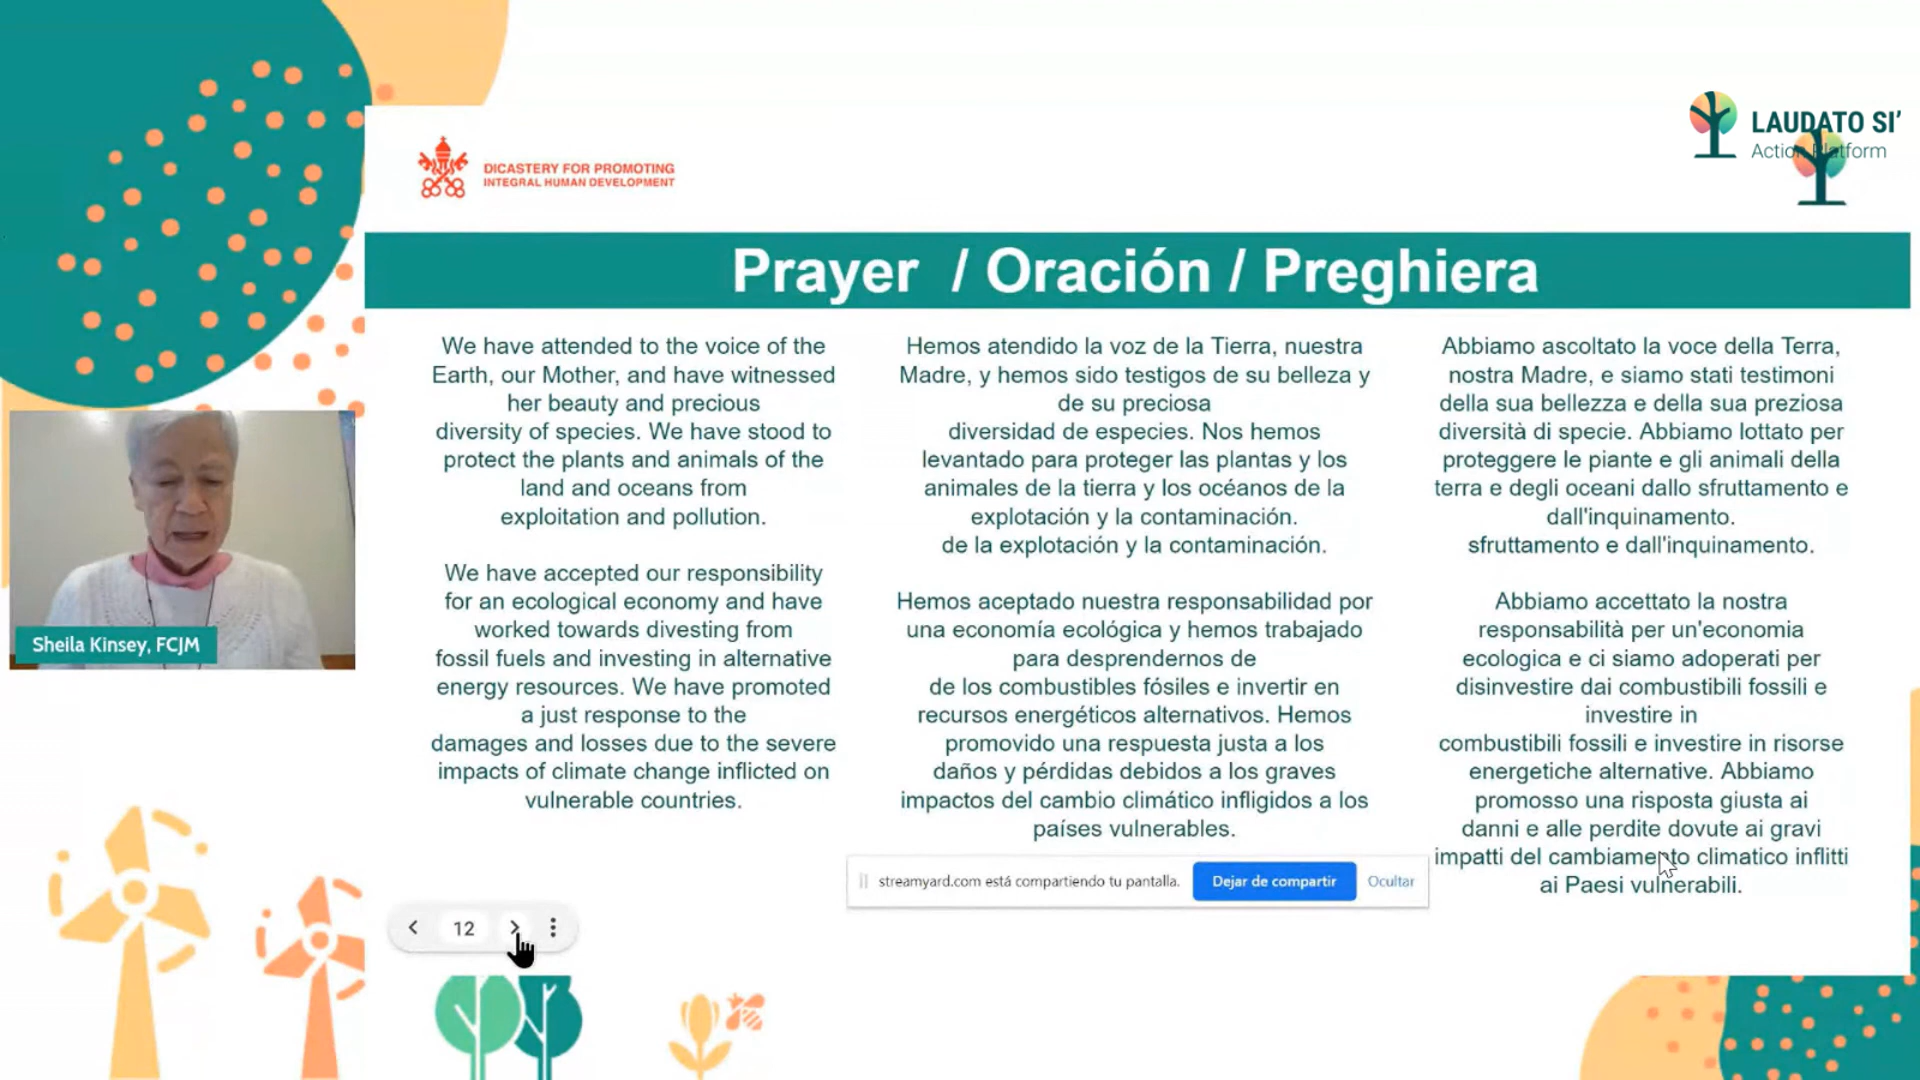 LAUDATO SI'
Action Platform
DICASTERY FOR PROMOTING
INTEGRAL HUMAN DEVELOPMENT
Prayer / Oración / Preghiera
We have attended to the voice of the
Earth, our Mother, and have witnessed
her beauty and precious
diversity of species. We have stood to
protect the plants and animals of the
land and oceans from
exploitation and pollution.
We have accepted our responsibility
for an ecological economy and have
worked towards divesting from
fossil fuels and investing in alternative
energy resources. We have promoted
a just response to the
damages and losses due to the severe
impacts of climate change inflicted on
vulnerable countries.
Hemos atendido la voz de la Tierra, nuestra
Madre, y hemos sido testigos de su belleza y
de su preciosa
diversidad de especies. Nos hemos
levantado para proteger las plantas y los
animales de la tierra y los océanos de la
explotación y la contaminación.
de la explotación y la contaminación.
Hemos aceptado nuestra responsabilidad por
una economía ecológica y hemos trabajado
para desprendernos de
de los combustibles fósiles e invertir en
recursos energéticos alternativos. Hemos
promovido una respuesta justa a los
daños y pérdidas debidos a los graves
impactos del cambio climático infligidos a los
países vulnerables.
Abbiamo ascoltato la voce della Terra,
nostra Madre, e siamo stati testimoni
della sua bellezza e della sua preziosa
diversità di specie. Abbiamo lottato per
proteggere le piante e gli animali della
terra e degli oceani dallo sfruttamento e
dall'inquinamento.
sfruttamento e dall'inquinamento.
Abbiamo accettato la nostra
responsabilità per un'economia
ecologica e ci siamo adoperati per
disinvestire dai combustibili fossili e
investire in
combustibili fossili e investire in risorse
energetiche alternative. Abbiamo
promosso una risposta giusta ai
danni e alle perdite dovute ai gravi
impatti del cambiamento climatico inflitti
ai Paesi vulnerabili.
Sheila Kinsey, FCJM
streamyard.com está compartiendo tu pantalla.
Dejar de compartir
Ocultar
12